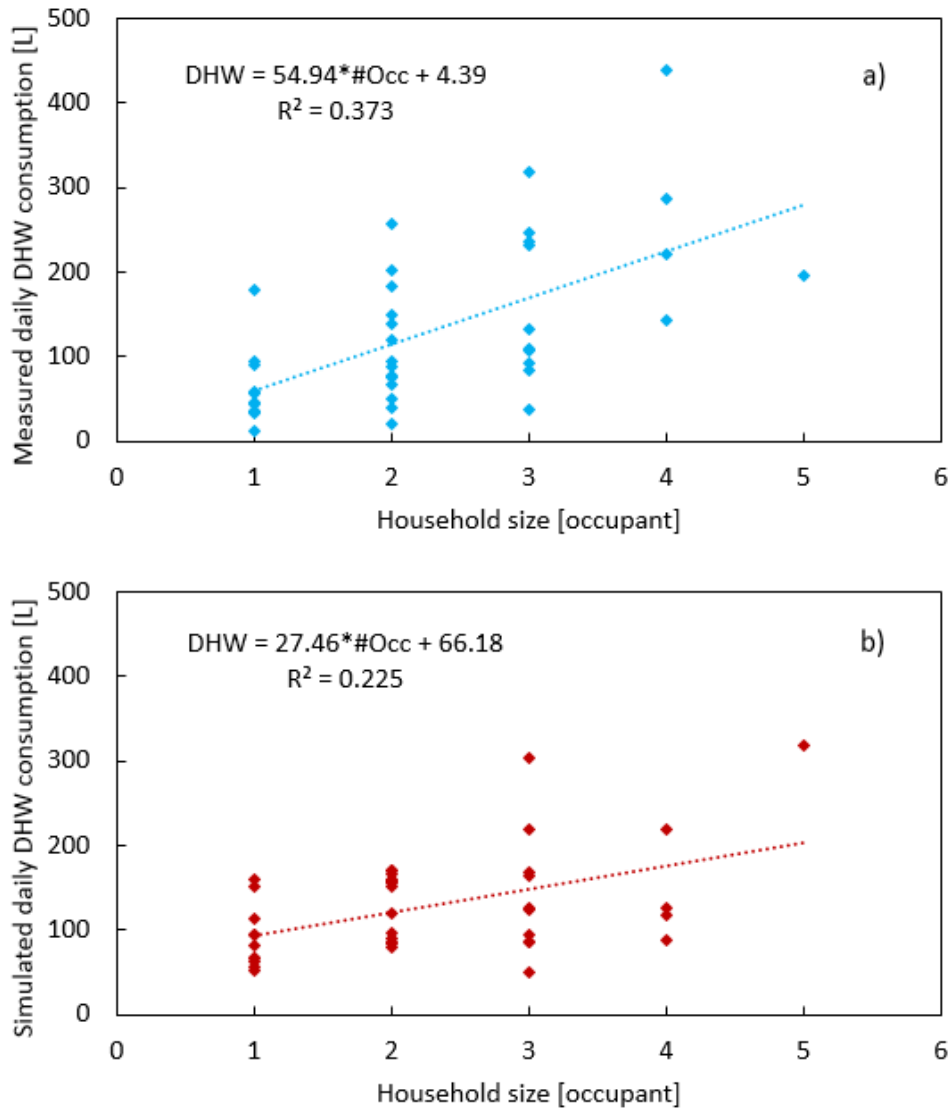 Measured daily DHW consumption [L]
500
400
300
200
100
0
DHW = 54.94*#Occ + 4.39
R² = 0.373
a)
0 1 2 3 4 5 6
Household size [occupant]
Simulated daily DHW consumption [L]
500
400
300
200
100
0
DHW = 27.46*#Occ + 66.18
R² = 0.225
b)
0 1 2 3 4 5 6
Household size [occupant]